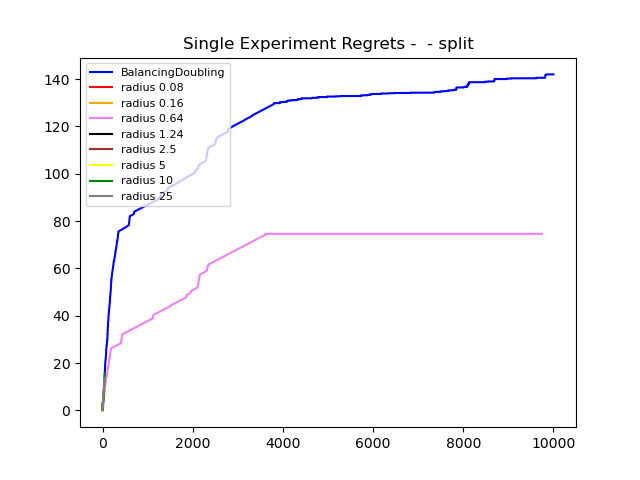 Single Experiment Regrets -  - split
BalancingDoubling
radius 0.08
radius 0.16
radius 0.64
radius 1.24
radius 2.5
radius 5
radius 10
radius 25
140
120
100
80
60
40
20
0
0 2000 4000 6000 8000 10000